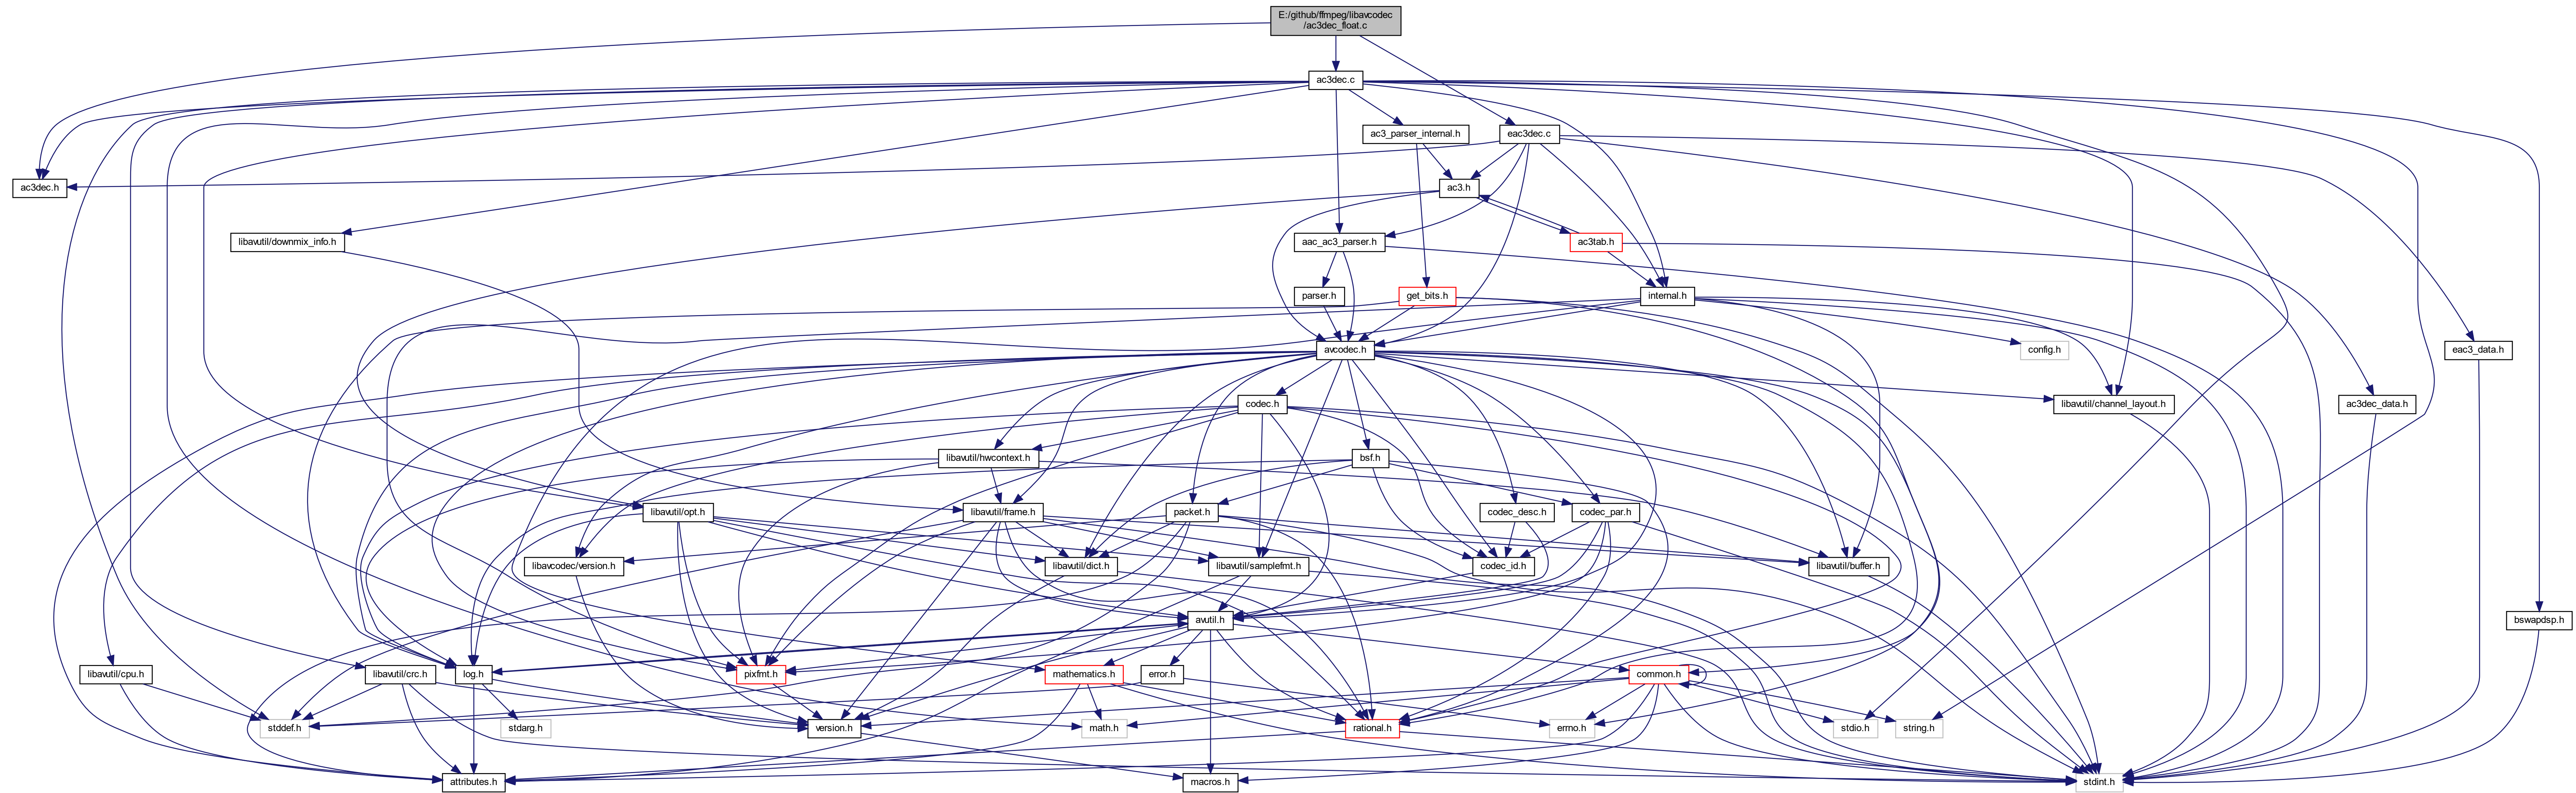 E:/github/ffmpeg/libavcodec
/ac3dec_float.c
ac3dec.c
ac3_parser_internal.h
eac3dec.c
ac3dec.h
ac3.h
libavutil/downmix_info.h
aac_ac3_parser.h
ac3tab.h
parser.h
get_bits.h
internal.h
avcodec.h
config.h
eac3_data.h
codec.h
libavutil/channel_layout.h
ac3dec_data.h
libavutil/hwcontext.h
bsf.h
libavutil/opt.h
libavutil/frame.h
packet.h
codec_desc.h
codec_par.h
libavcodec/version.h
libavutil/dict.h
libavutil/samplefmt.h
codec_id.h
libavutil/buffer.h
avutil.h
bswapdsp.h
libavutil/cpu.h
libavutil/crc.h
log.h
pixfmt.h
mathematics.h
error.h
common.h
stddef.h
stdarg.h
version.h
math.h
rational.h
errno.h
stdio.h
string.h
attributes.h
macros.h
stdint.h